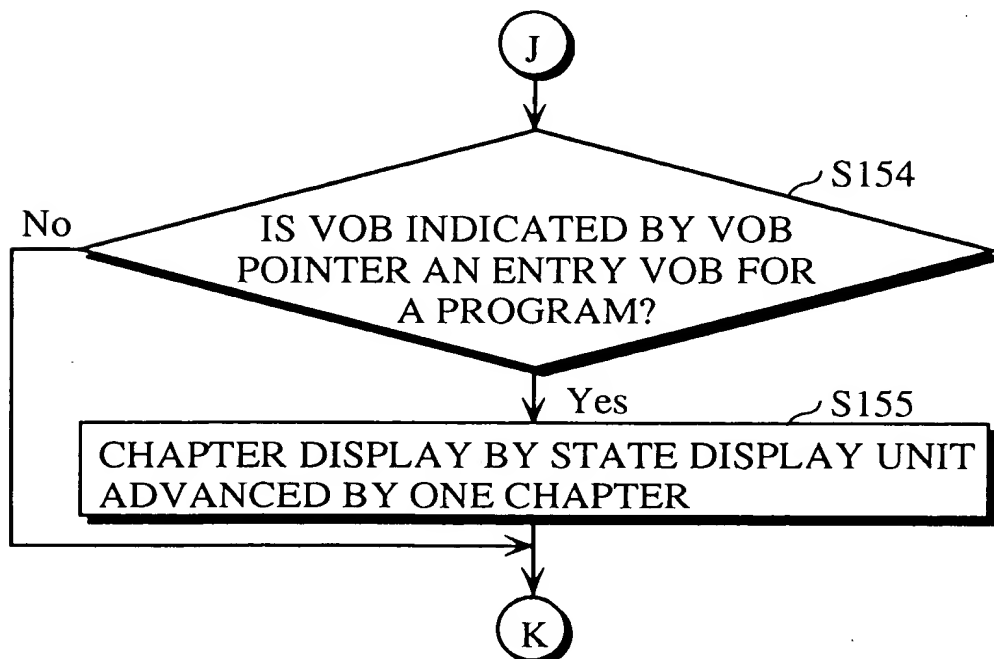 J
S154
No
IS VOB INDICATED BY VOB
POINTER AN ENTRY VOB FOR
A PROGRAM?
Yes
S155
CHAPTER DISPLAY BY STATE DISPLAY UNIT
ADVANCED BY ONE CHAPTER
K